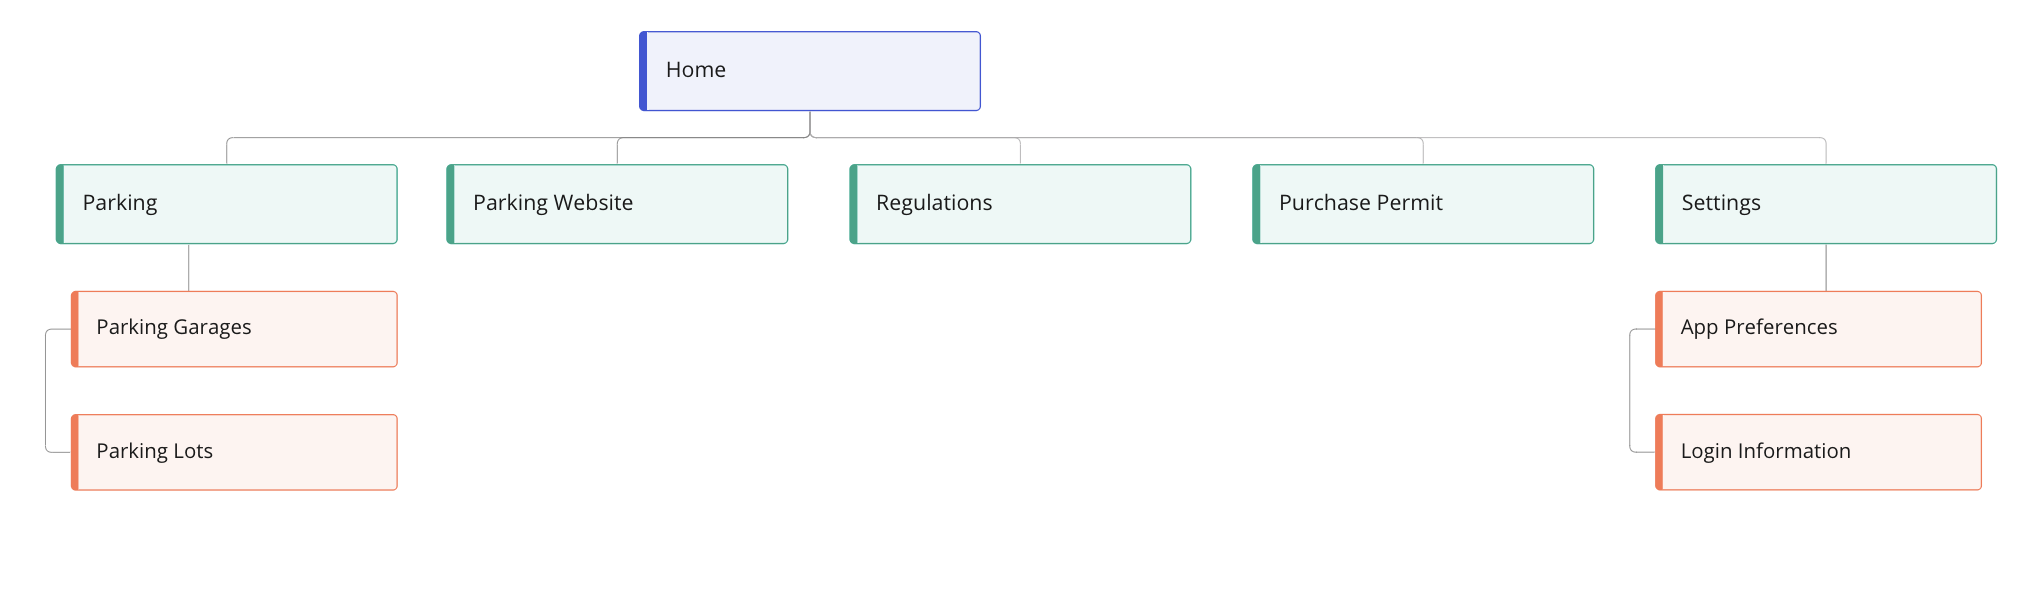 Home
Parking
Parking Website
Regulations
Purchase Permit
Settings
Parking Garages
App Preferences
Parking Lots
Login Information